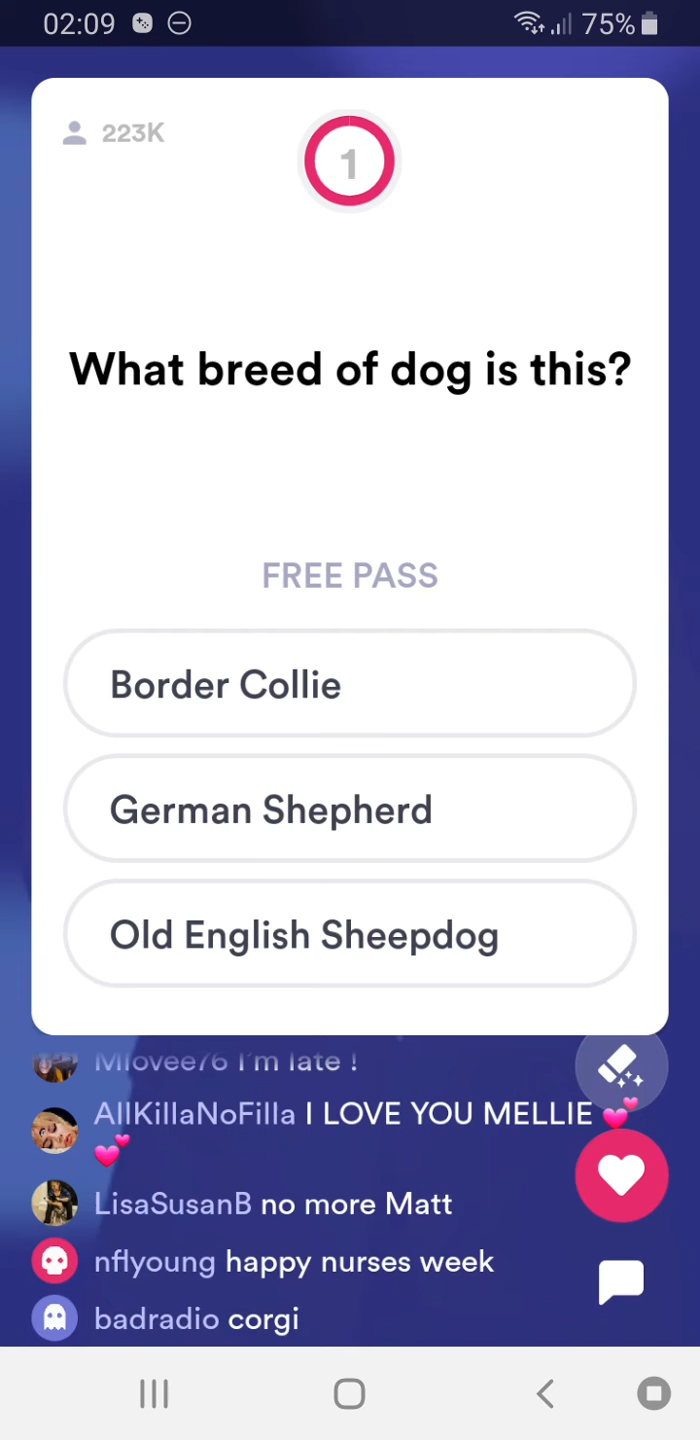 02:09 75%
223K
1
What breed of dog is this?
FREE PASS
Border Collie
German Shepherd
Old English Sheepdog
Mlovee76 I'm late !
AllKillaNoFilla I LOVE YOU MELLIE 💕
💕
LisaSusanB no more Matt
nflyoung happy nurses week
badradio corgi